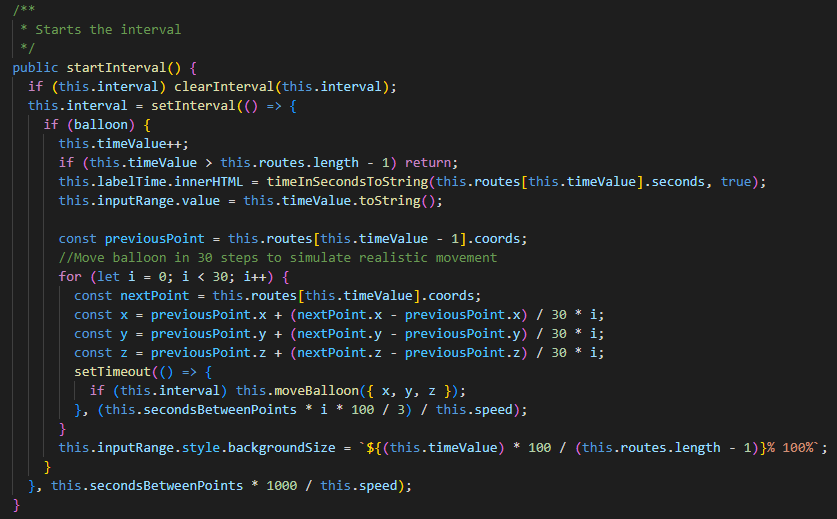 /**
 * Starts the interval
 */
public startInterval() {
  if (this.interval) clearInterval(this.interval);
  this.interval = setInterval(() => {
    if (balloon) {
      this.timeValue++;
      if (this.timeValue > this.routes.length - 1) return;
      this.labelTime.innerHTML = timeInSecondsToString(this.routes[this.timeValue].seconds, true);
      this.inputRange.value = this.timeValue.toString();

      const previousPoint = this.routes[this.timeValue - 1].coords;
      //Move balloon in 30 steps to simulate realistic movement
      for (let i = 0; i < 30; i++) {
        const nextPoint = this.routes[this.timeValue].coords;
        const x = previousPoint.x + (nextPoint.x - previousPoint.x) / 30 * i;
        const y = previousPoint.y + (nextPoint.y - previousPoint.y) / 30 * i;
        const z = previousPoint.z + (nextPoint.z - previousPoint.z) / 30 * i;
        setTimeout(() => {
          if (this.interval) this.moveBalloon({ x, y, z });
        }, (this.secondsBetweenPoints * i * 100 / 3) / this.speed);
      }
      this.inputRange.style.backgroundSize = `${(this.timeValue) * 100 / (this.routes.length - 1)}% 100%`;
    }
  }, this.secondsBetweenPoints * 1000 / this.speed);
}